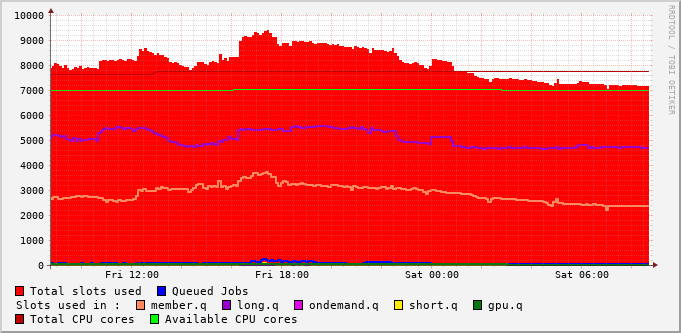 RRDTOOL / TOBI OETIKER
10000
9000
8000
7000
6000
5000
4000
3000
2000
1000
0
Fri 12:00 Fri 18:00 Sat 00:00 Sat 06:00
Total slots used Queued Jobs
Slots used in : member.q long.q ondemand.q short.q gpu.q
Total CPU cores Available CPU cores